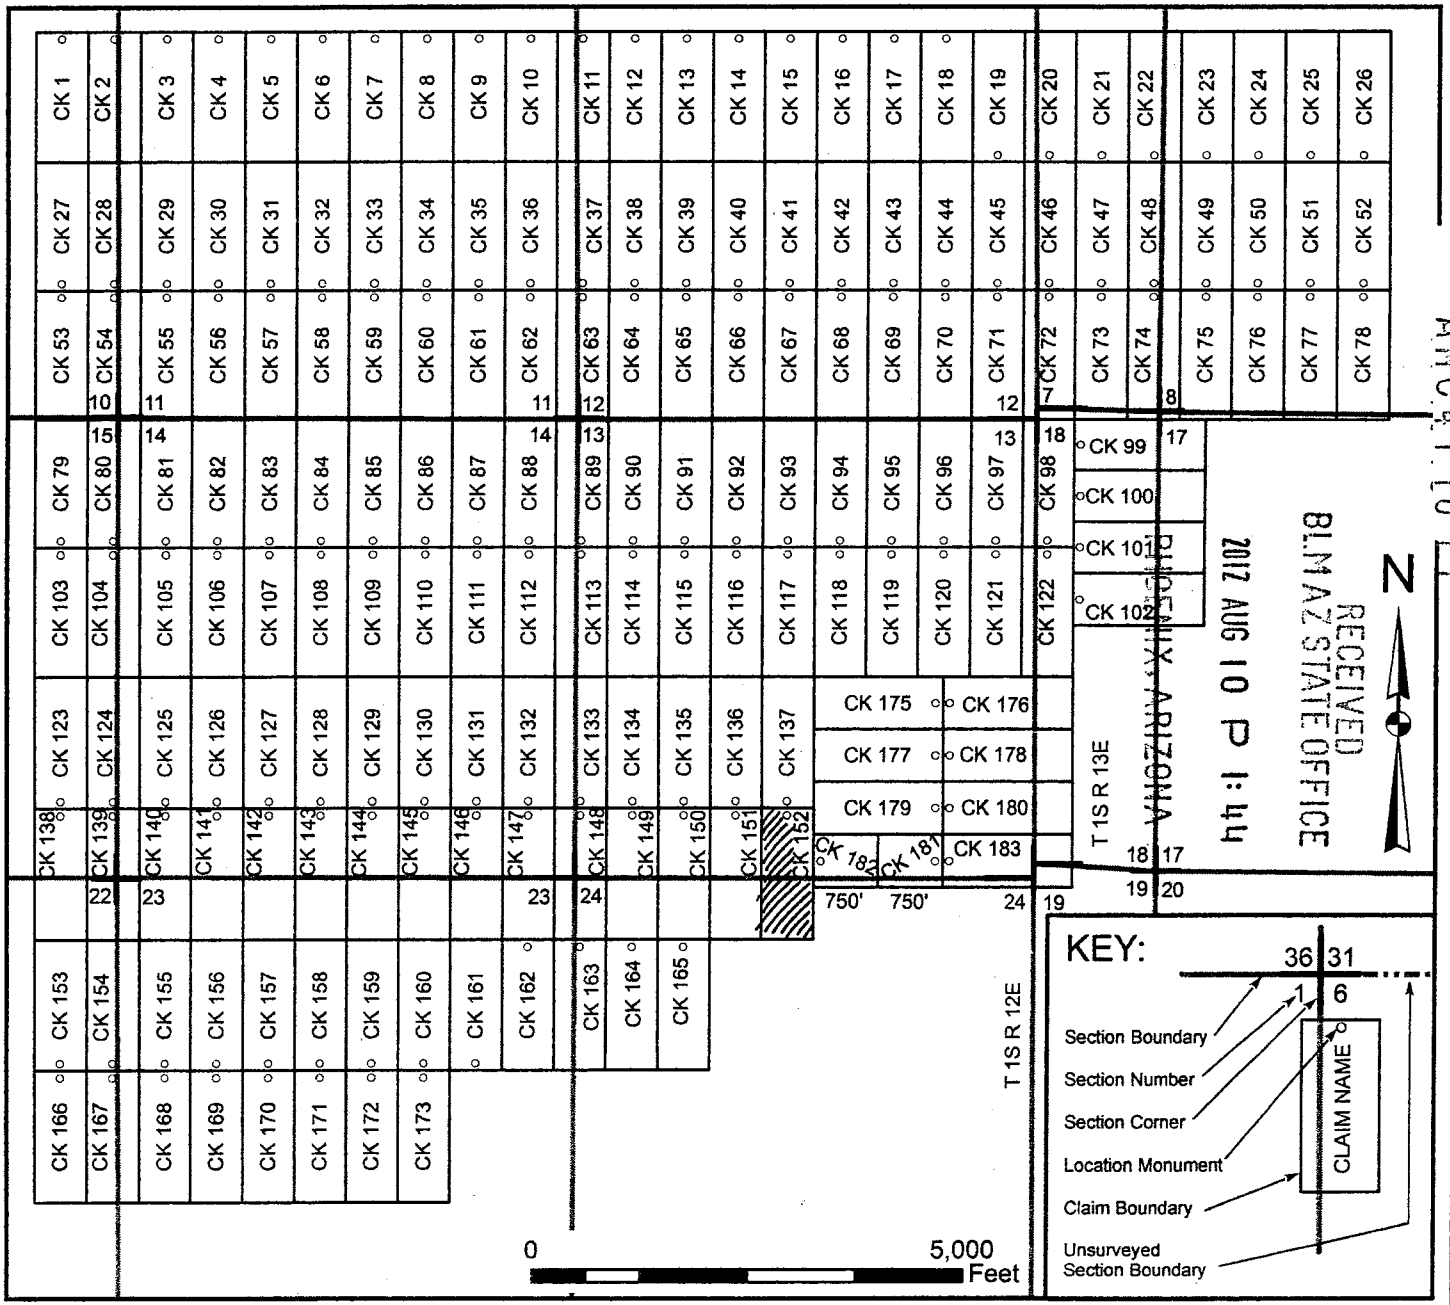 CK 1 CK 2 CK 3 CK 4 CK 5 CK 6 CK 7 CK 8 CK 9 CK 10 CK 11 CK 12 CK 13 CK 14 CK 15 CK 16 CK 17 CK 18 CK 19 CK 20 CK 21 CK 22 CK 23 CK 24 CK 25 CK 26
CK 27 CK 28 CK 29 CK 30 CK 31 CK 32 CK 33 CK 34 CK 35 CK 36 CK 37 CK 38 CK 39 CK 40 CK 41 CK 42 CK 43 CK 44 CK 45 CK 46 CK 47 CK 48 CK 49 CK 50 CK 51 CK 52
CK 53 CK 54 CK 55 CK 56 CK 57 CK 58 CK 59 CK 60 CK 61 CK 62 CK 63 CK 64 CK 65 CK 66 CK 67 CK 68 CK 69 CK 70 CK 71 CK 72 CK 73 CK 74 CK 75 CK 76 CK 77 CK 78
10 11 11 12 12 7 8
15 14 14 13 13 18 17
CK 79 CK 80 CK 81 CK 82 CK 83 CK 84 CK 85 CK 86 CK 87 CK 88 CK 89 CK 90 CK 91 CK 92 CK 93 CK 94 CK 95 CK 96 CK 97 CK 98
CK 99
CK 100
CK 101
CK 102
CK 103 CK 104 CK 105 CK 106 CK 107 CK 108 CK 109 CK 110 CK 111 CK 112 CK 113 CK 114 CK 115 CK 116 CK 117 CK 118 CK 119 CK 120 CK 121 CK 122
CK 123 CK 124 CK 125 CK 126 CK 127 CK 128 CK 129 CK 130 CK 131 CK 132 CK 133 CK 134 CK 135 CK 136 CK 137
CK 175 CK 176
CK 177 CK 178
CK 179 CK 180
CK 182 CK 181 CK 183
CK 138 CK 139 CK 140 CK 141 CK 142 CK 143 CK 144 CK 145 CK 146 CK 147 CK 148 CK 149 CK 150 CK 151 CK 152
18 17
22 23 23 24 750' 750' 24 19 19 20
CK 153 CK 154 CK 155 CK 156 CK 157 CK 158 CK 159 CK 160 CK 161 CK 162 CK 163 CK 164 CK 165
CK 166 CK 167 CK 168 CK 169 CK 170 CK 171 CK 172 CK 173
T 1S R 12E
T 1S R 13E
RECEIVED
BLM AZ STATE OFFICE
2012 AUG 10 P 1:44
PHOENIX, ARIZONA
N
KEY:
36 31
1 6
Section Boundary
Section Number
Section Corner
Location Monument
Claim Boundary
Unsurveyed
Section Boundary
CLAIM NAME
0 5,000
Feet